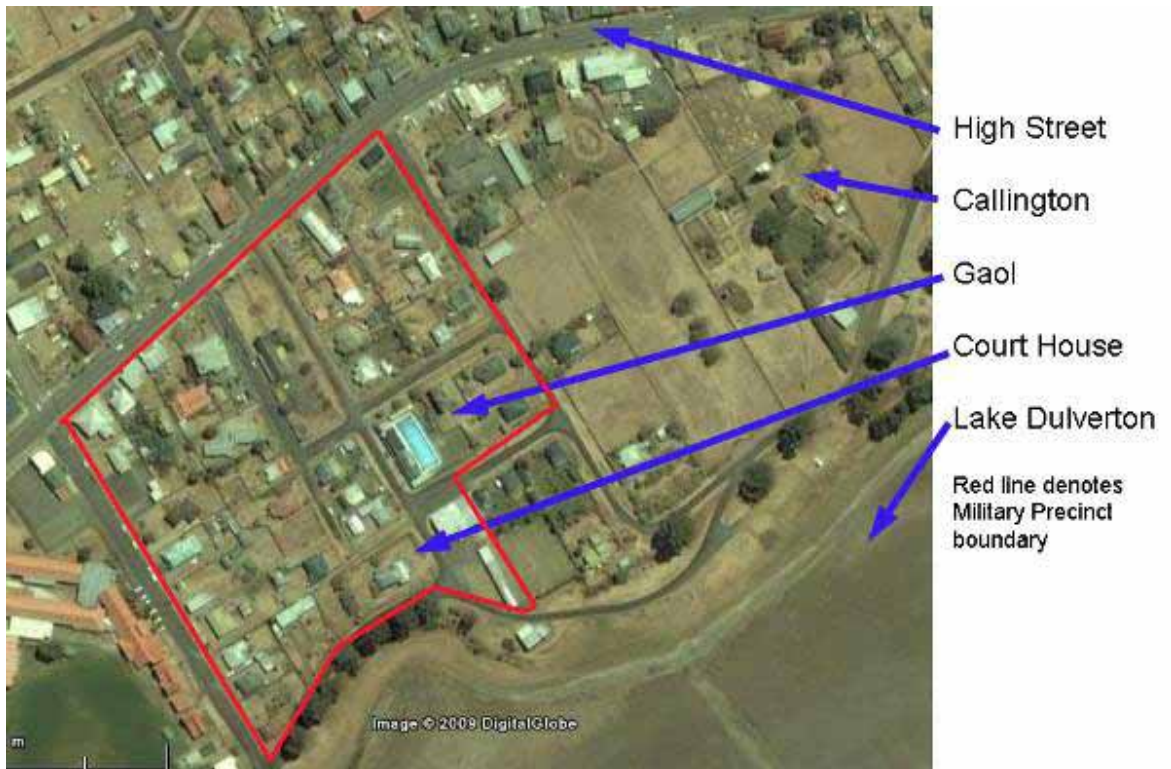 High Street
Callington
Gaol
Court House
Lake Dulverton
Red line denotes
Military Precinct
boundary
Image © 2009 DigitalGlobe
m